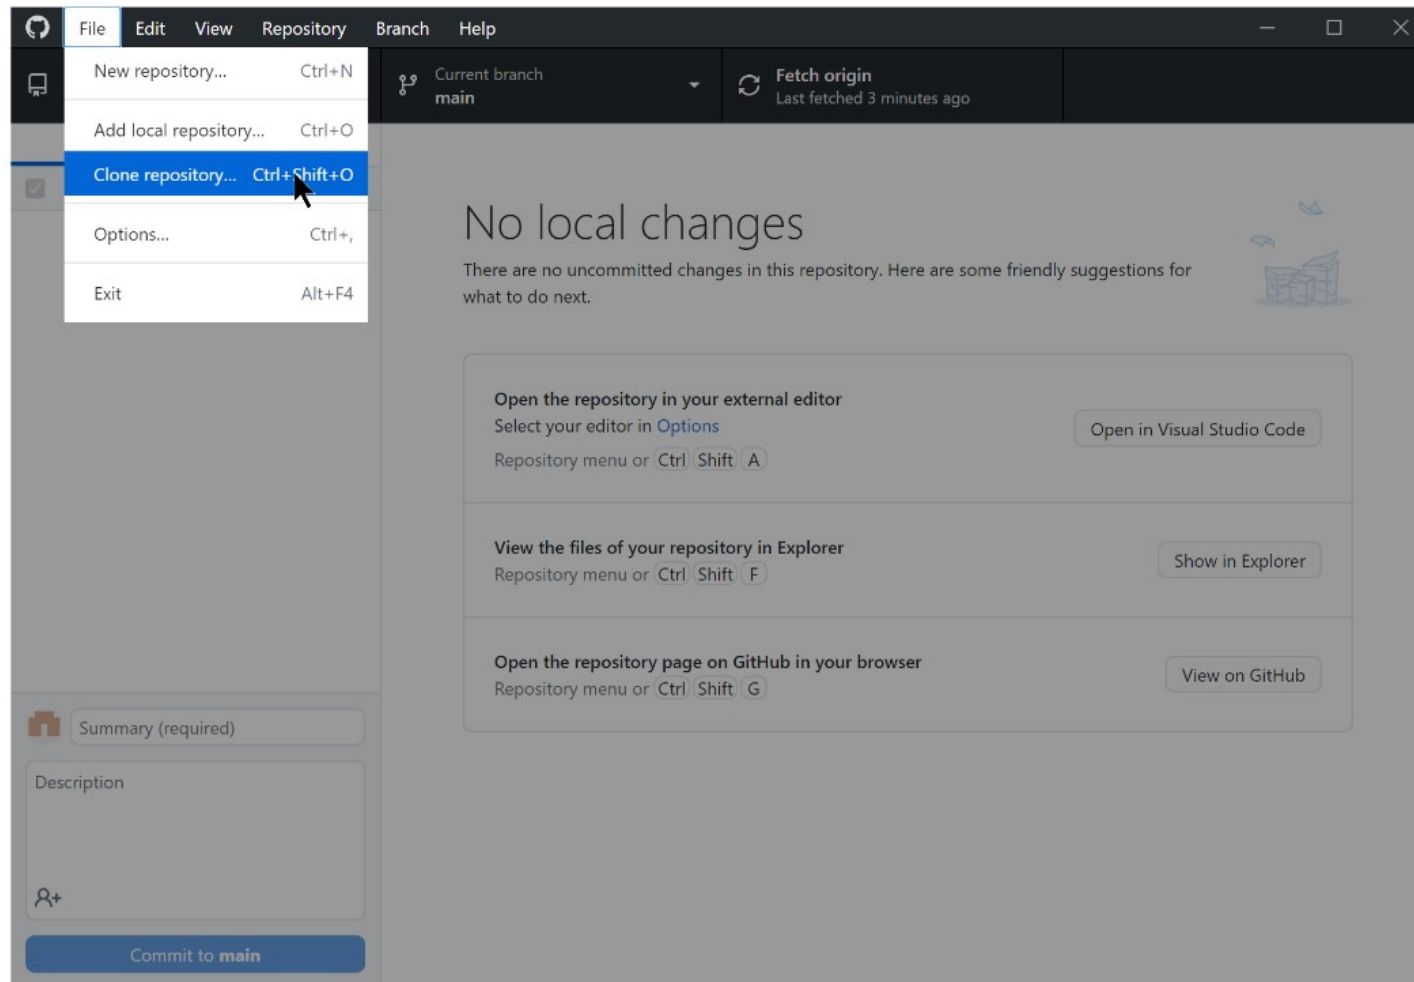 File Edit View Repository Branch Help
New repository... Ctrl+N
Add local repository... Ctrl+O
Clone repository... Ctrl+Shift+O
Options... Ctrl+,
Exit Alt+F4
Current branch
main
Fetch origin
Last fetched 3 minutes ago
No local changes
There are no uncommitted changes in this repository. Here are some friendly suggestions for
what to do next.
Open the repository in your external editor
Select your editor in Options
Repository menu or Ctrl Shift A
Open in Visual Studio Code
View the files of your repository in Explorer
Repository menu or Ctrl Shift F
Show in Explorer
Open the repository page on GitHub in your browser
Repository menu or Ctrl Shift G
View on GitHub
Summary (required)
Description
Commit to main